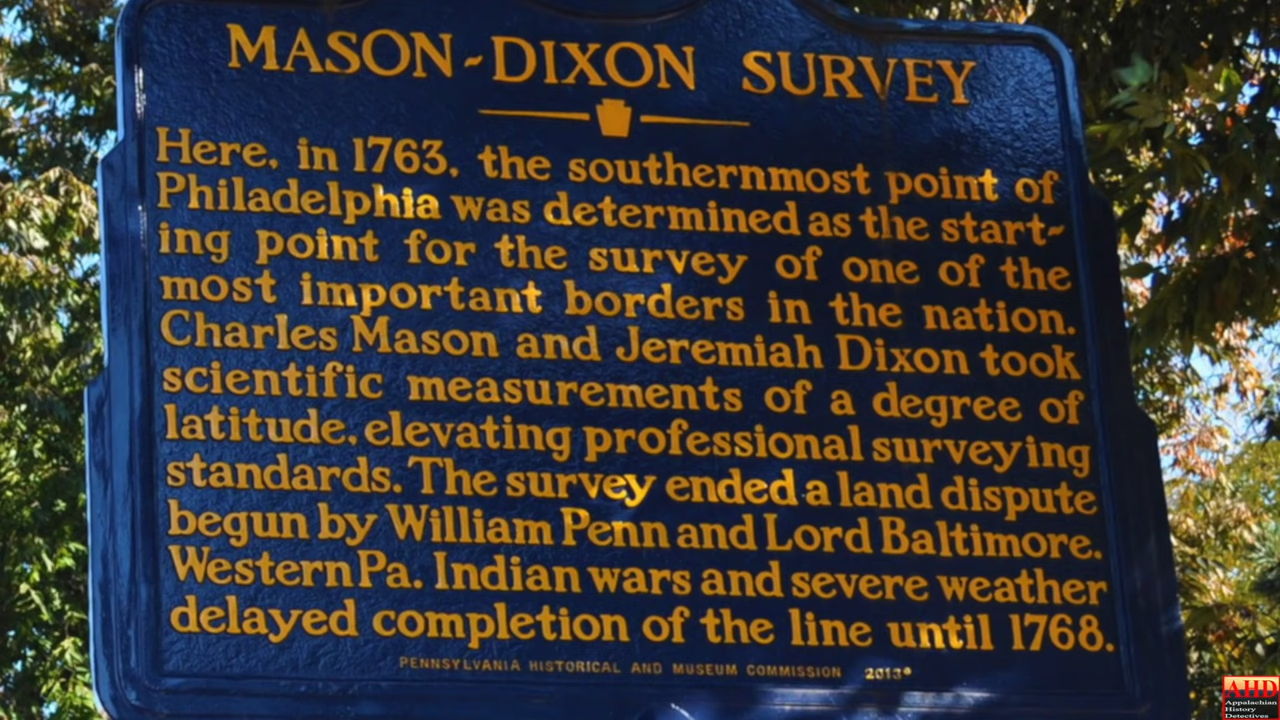 MASON-DIXON SURVEY
Here, in 1763, the southernmost point of
Philadelphia was determined as the start-
ing point for the survey of one of the
most important borders in the nation.
Charles Mason and Jeremiah Dixon took
scientific measurements of a degree of
latitude, elevating professional surveying
standards. The survey ended a land dispute
begun by William Penn and Lord Baltimore.
Western Pa. Indian wars and severe weather
delayed completion of the line until 1768.
PENNSYLVANIA HISTORICAL AND MUSEUM COMMISSION 2013
AHD
Appalachian
History
Detectives